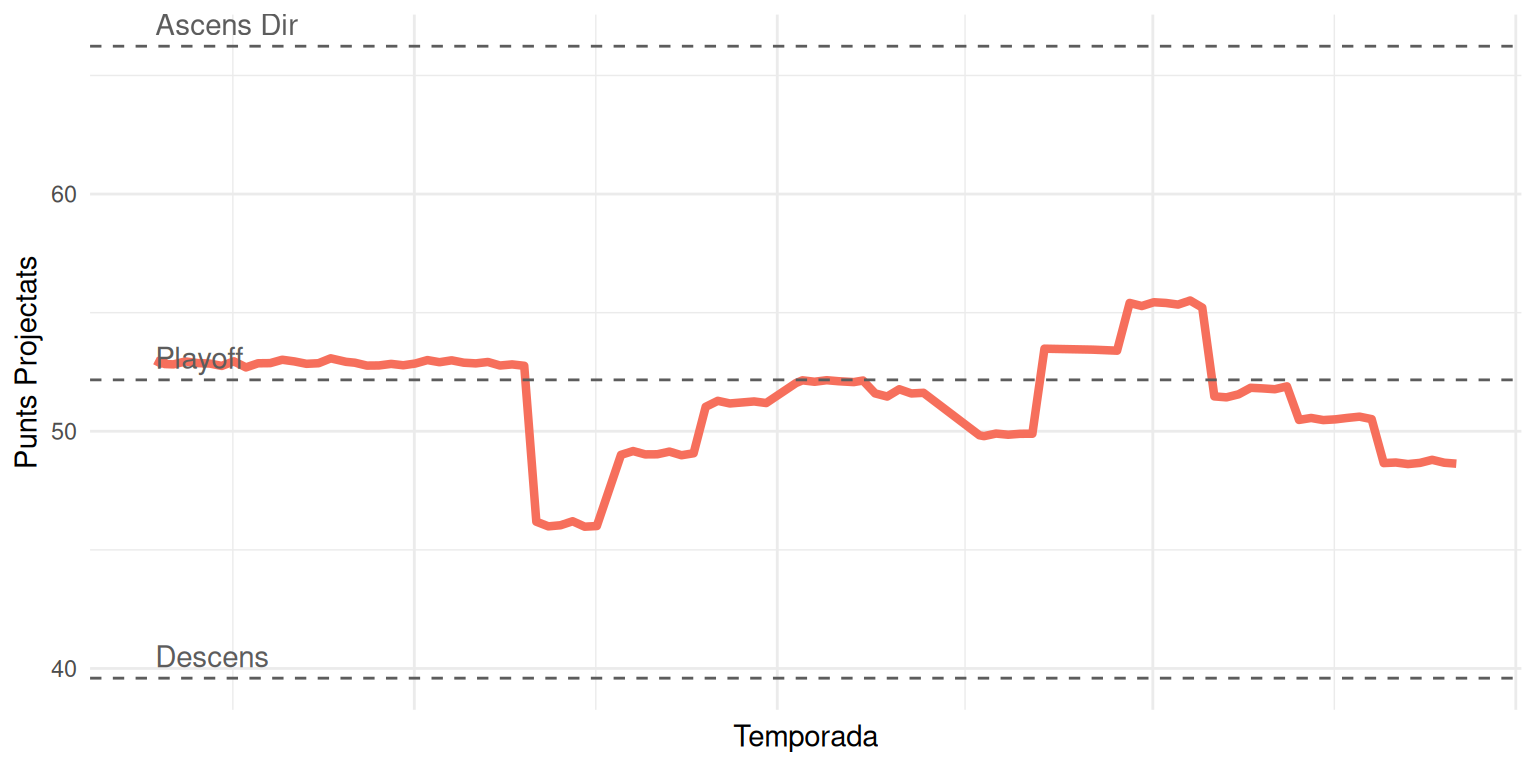 Ascens Dir
60
Playoff
50
Descens
40
Punts Projectats
Temporada